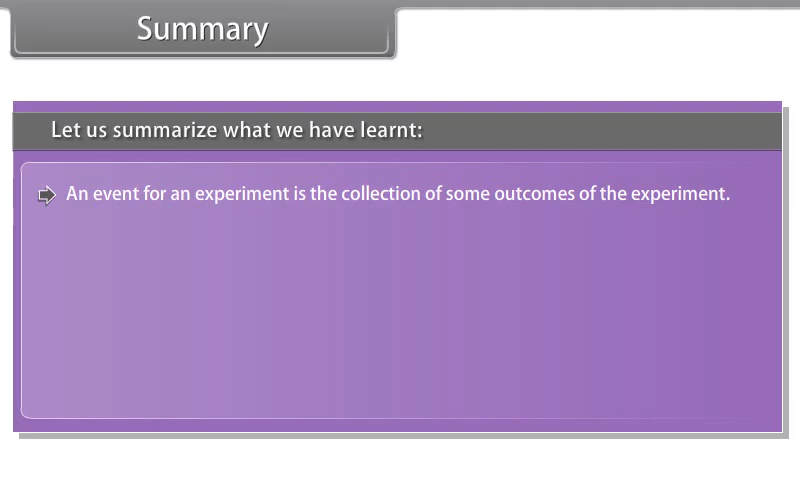 Summary
Let us summarize what we have learnt:
An event for an experiment is the collection of some outcomes of the experiment.